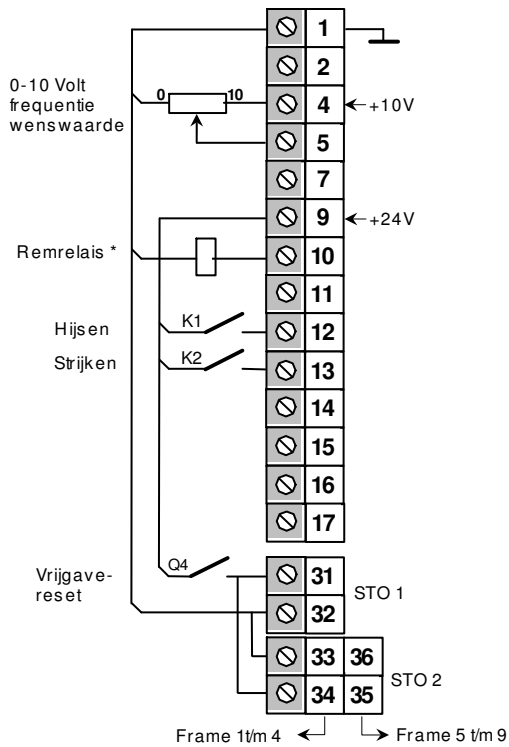 1
2
0-10 Volt
frequentie
wenswaarde
0 10
4 +10V
5
7
9 +24V
Remrelais *
10
11
Hijsen K1 12
Strijken K2 13
14
15
16
17
Vrijgave-
reset
Q4 31
STO 1
32
33 36
STO 2
34 35
Frame 1t/m 4 Frame 5 t/m 9